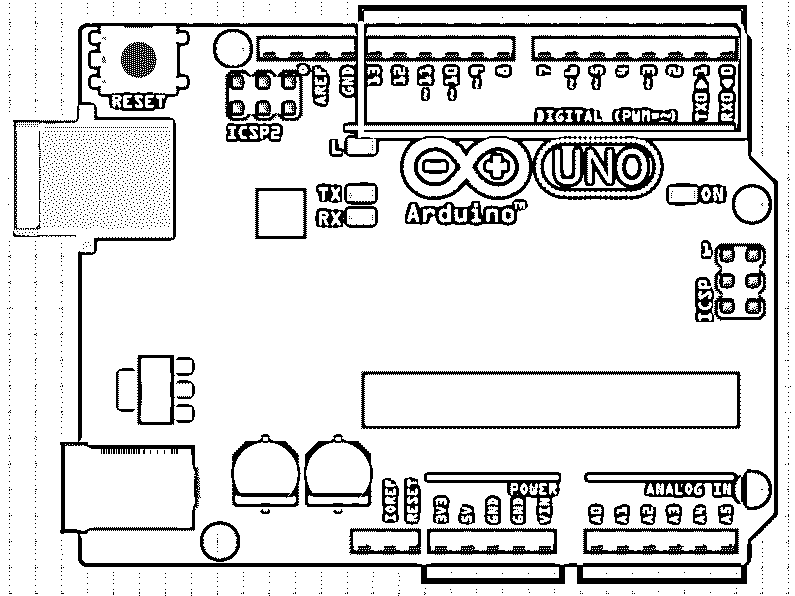 RESET
ICSP2
AREF
GND
13
12
~11
~10
~9
8
7
~6
~5
4
~3
2
TXD▶1
RXD◀0
DIGITAL (PWM=~)
L
TX
RX
UNO
Arduino™
ON
1
ICSP
IOREF
RESET
3V3
5V
GND
GND
VIN
POWER
ANALOG IN
A0
A1
A2
A3
A4
A5